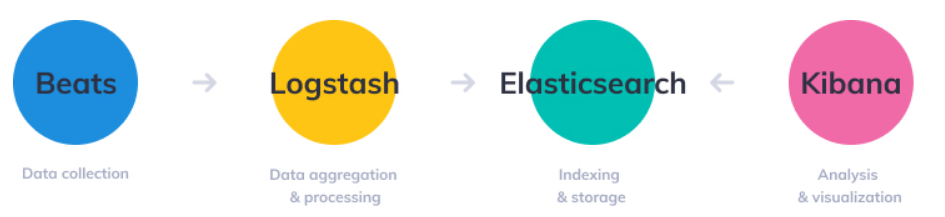 Beats
Logstash
Elasticsearch
Kibana
Data collection
Data aggregation
& processing
Indexing
& storage
Analysis
& visualization